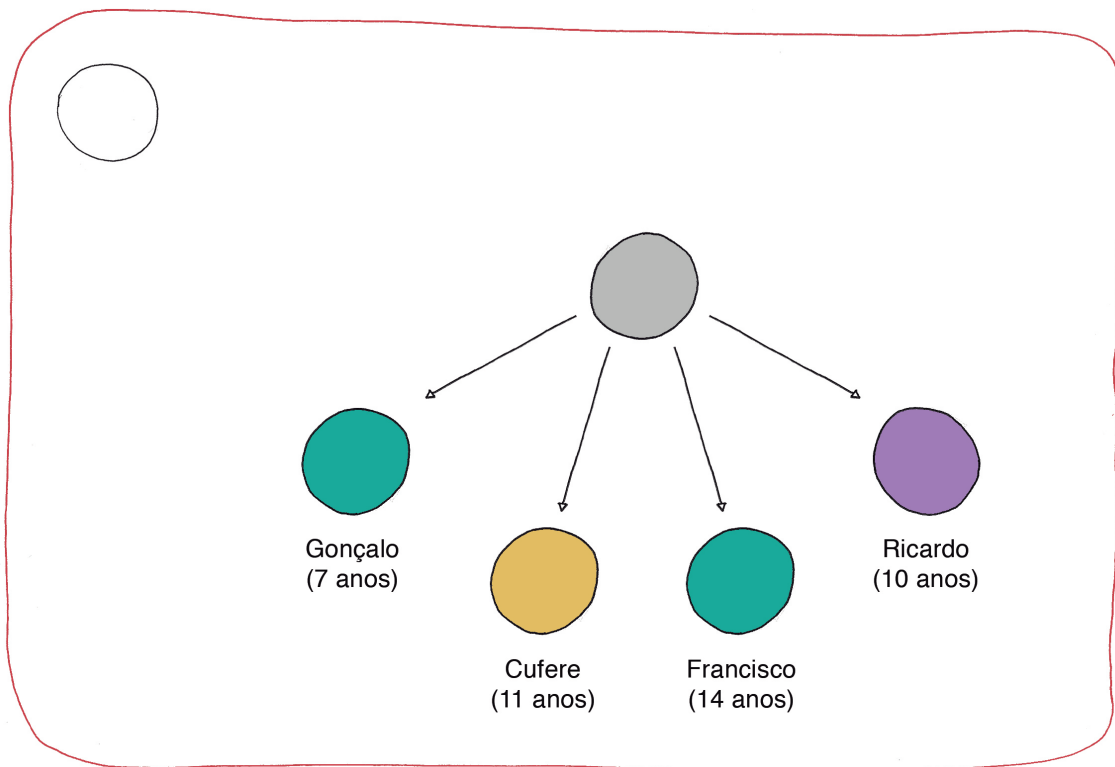 Gonçalo
(7 anos)
Cufere
(11 anos)
Francisco
(14 anos)
Ricardo
(10 anos)